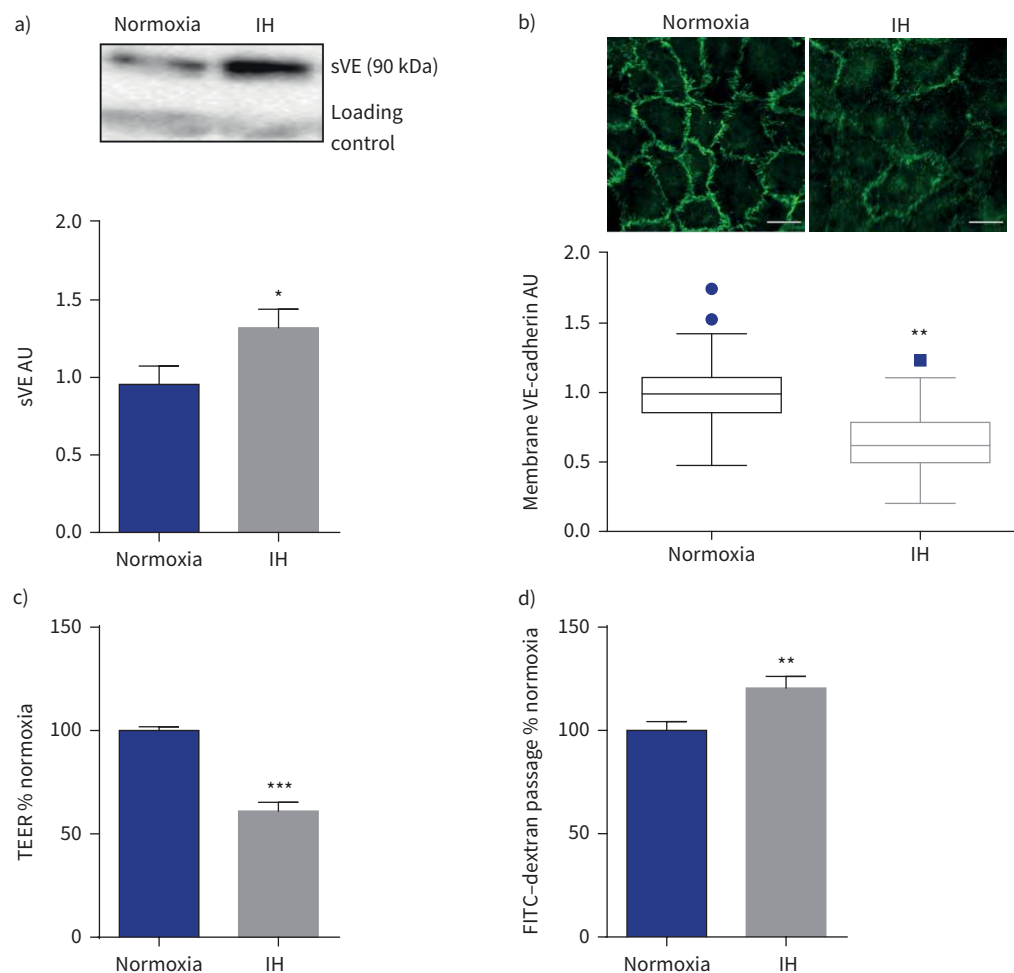 a)
Normoxia IH
sVE (90 kDa)
Loading
control
2.0
1.5
1.0
0.5
0.0
sVE AU
*
Normoxia IH
b)
Normoxia IH
2.0
1.5
1.0
0.5
0.0
Membrane VE-cadherin AU
**
Normoxia IH
c)
150
100
50
0
TEER % normoxia
***
Normoxia IH
d)
150
100
50
0
FITC–dextran passage % normoxia
**
Normoxia IH